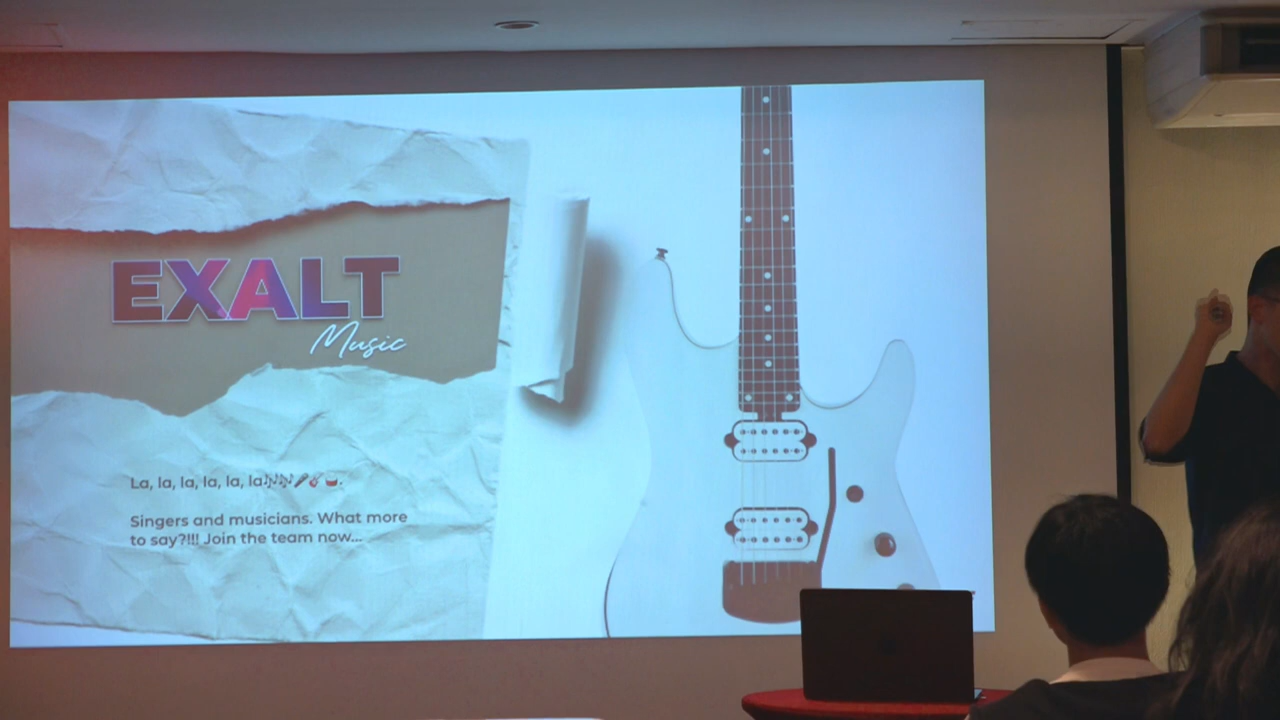 EXALT
Music
La, la, la, la, la, la🎶🎶🎤🎸🥁.
Singers and musicians. What more
to say?!!! Join the team now...